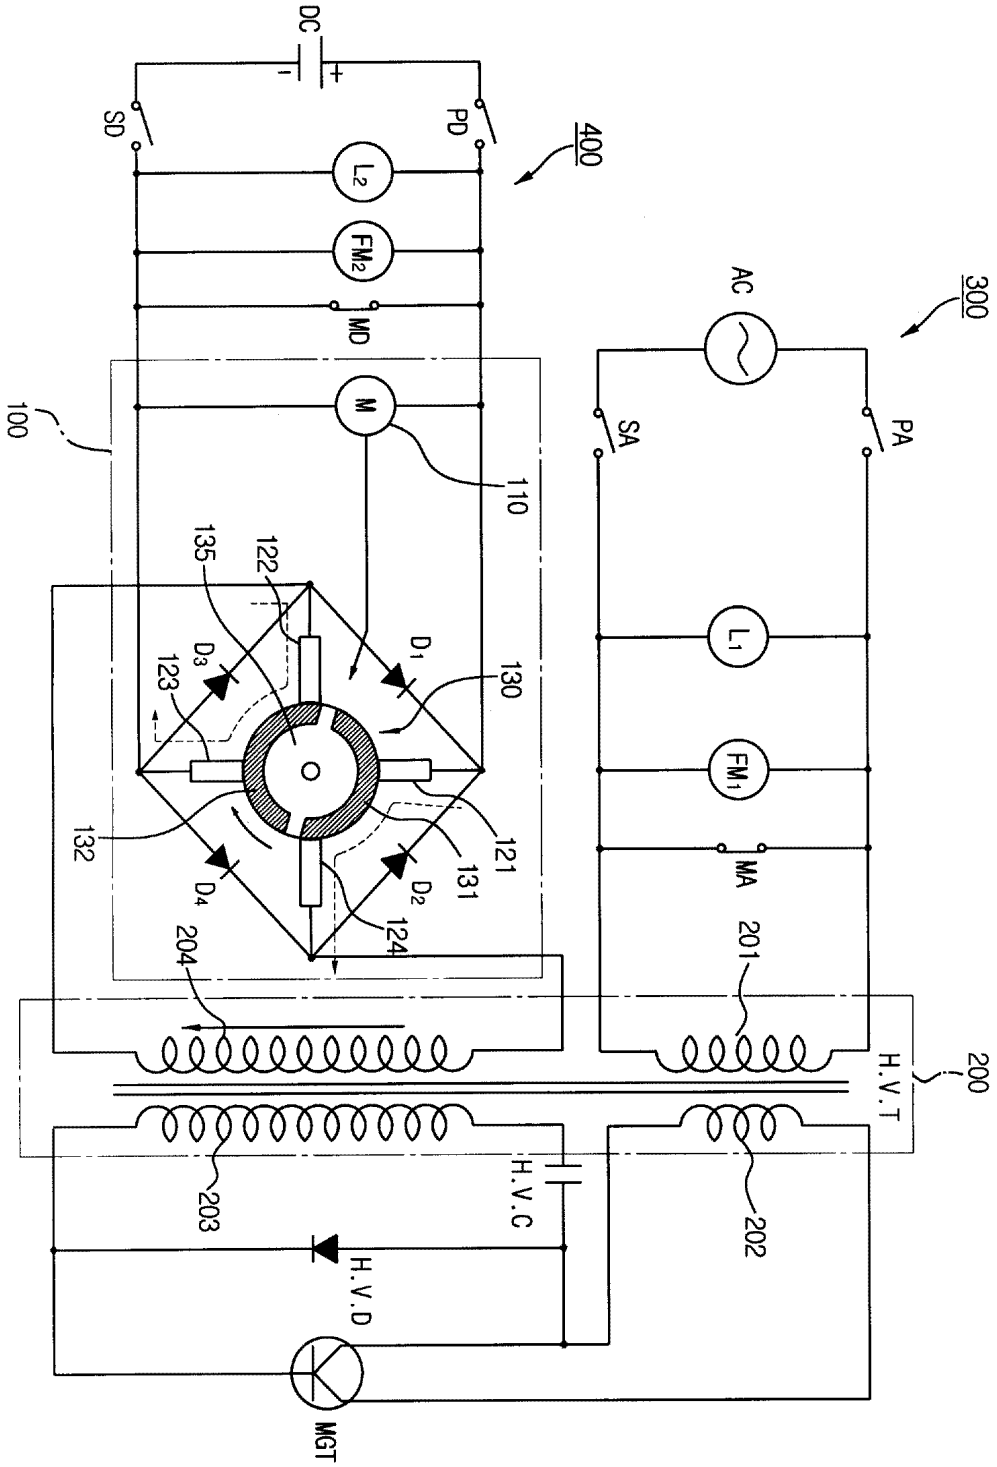 DC
-
+
SD
PD
400
L2
FM2
MD
AC
300
SA
PA
100
M
110
L1
FM1
MA
135
122
D1
D3
123
130
132
121
131
D2
D4
124
204
201
H.V.T
200
203
H.V.C
202
H.V.D
MGT